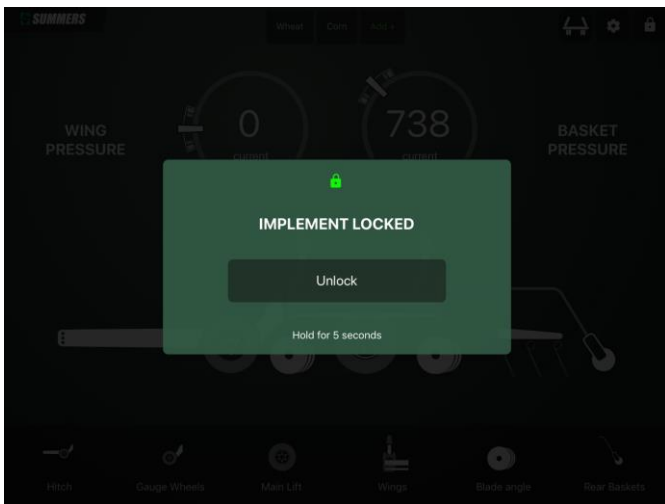 SUMMERS
Wheat Corn Add +
0
current
738
current
WING
PRESSURE
BASKET
PRESSURE
IMPLEMENT LOCKED
Unlock
Hold for 5 seconds
Hitch
Gauge Wheels
Main Lift
Wings
Blade angle
Rear Baskets